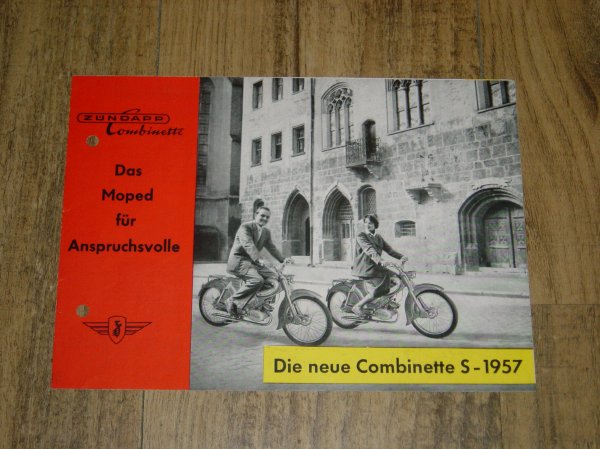 ZÜNDAPP
Combinette
Das
Moped
für
Anspruchsvolle
Die neue Combinette S-1957